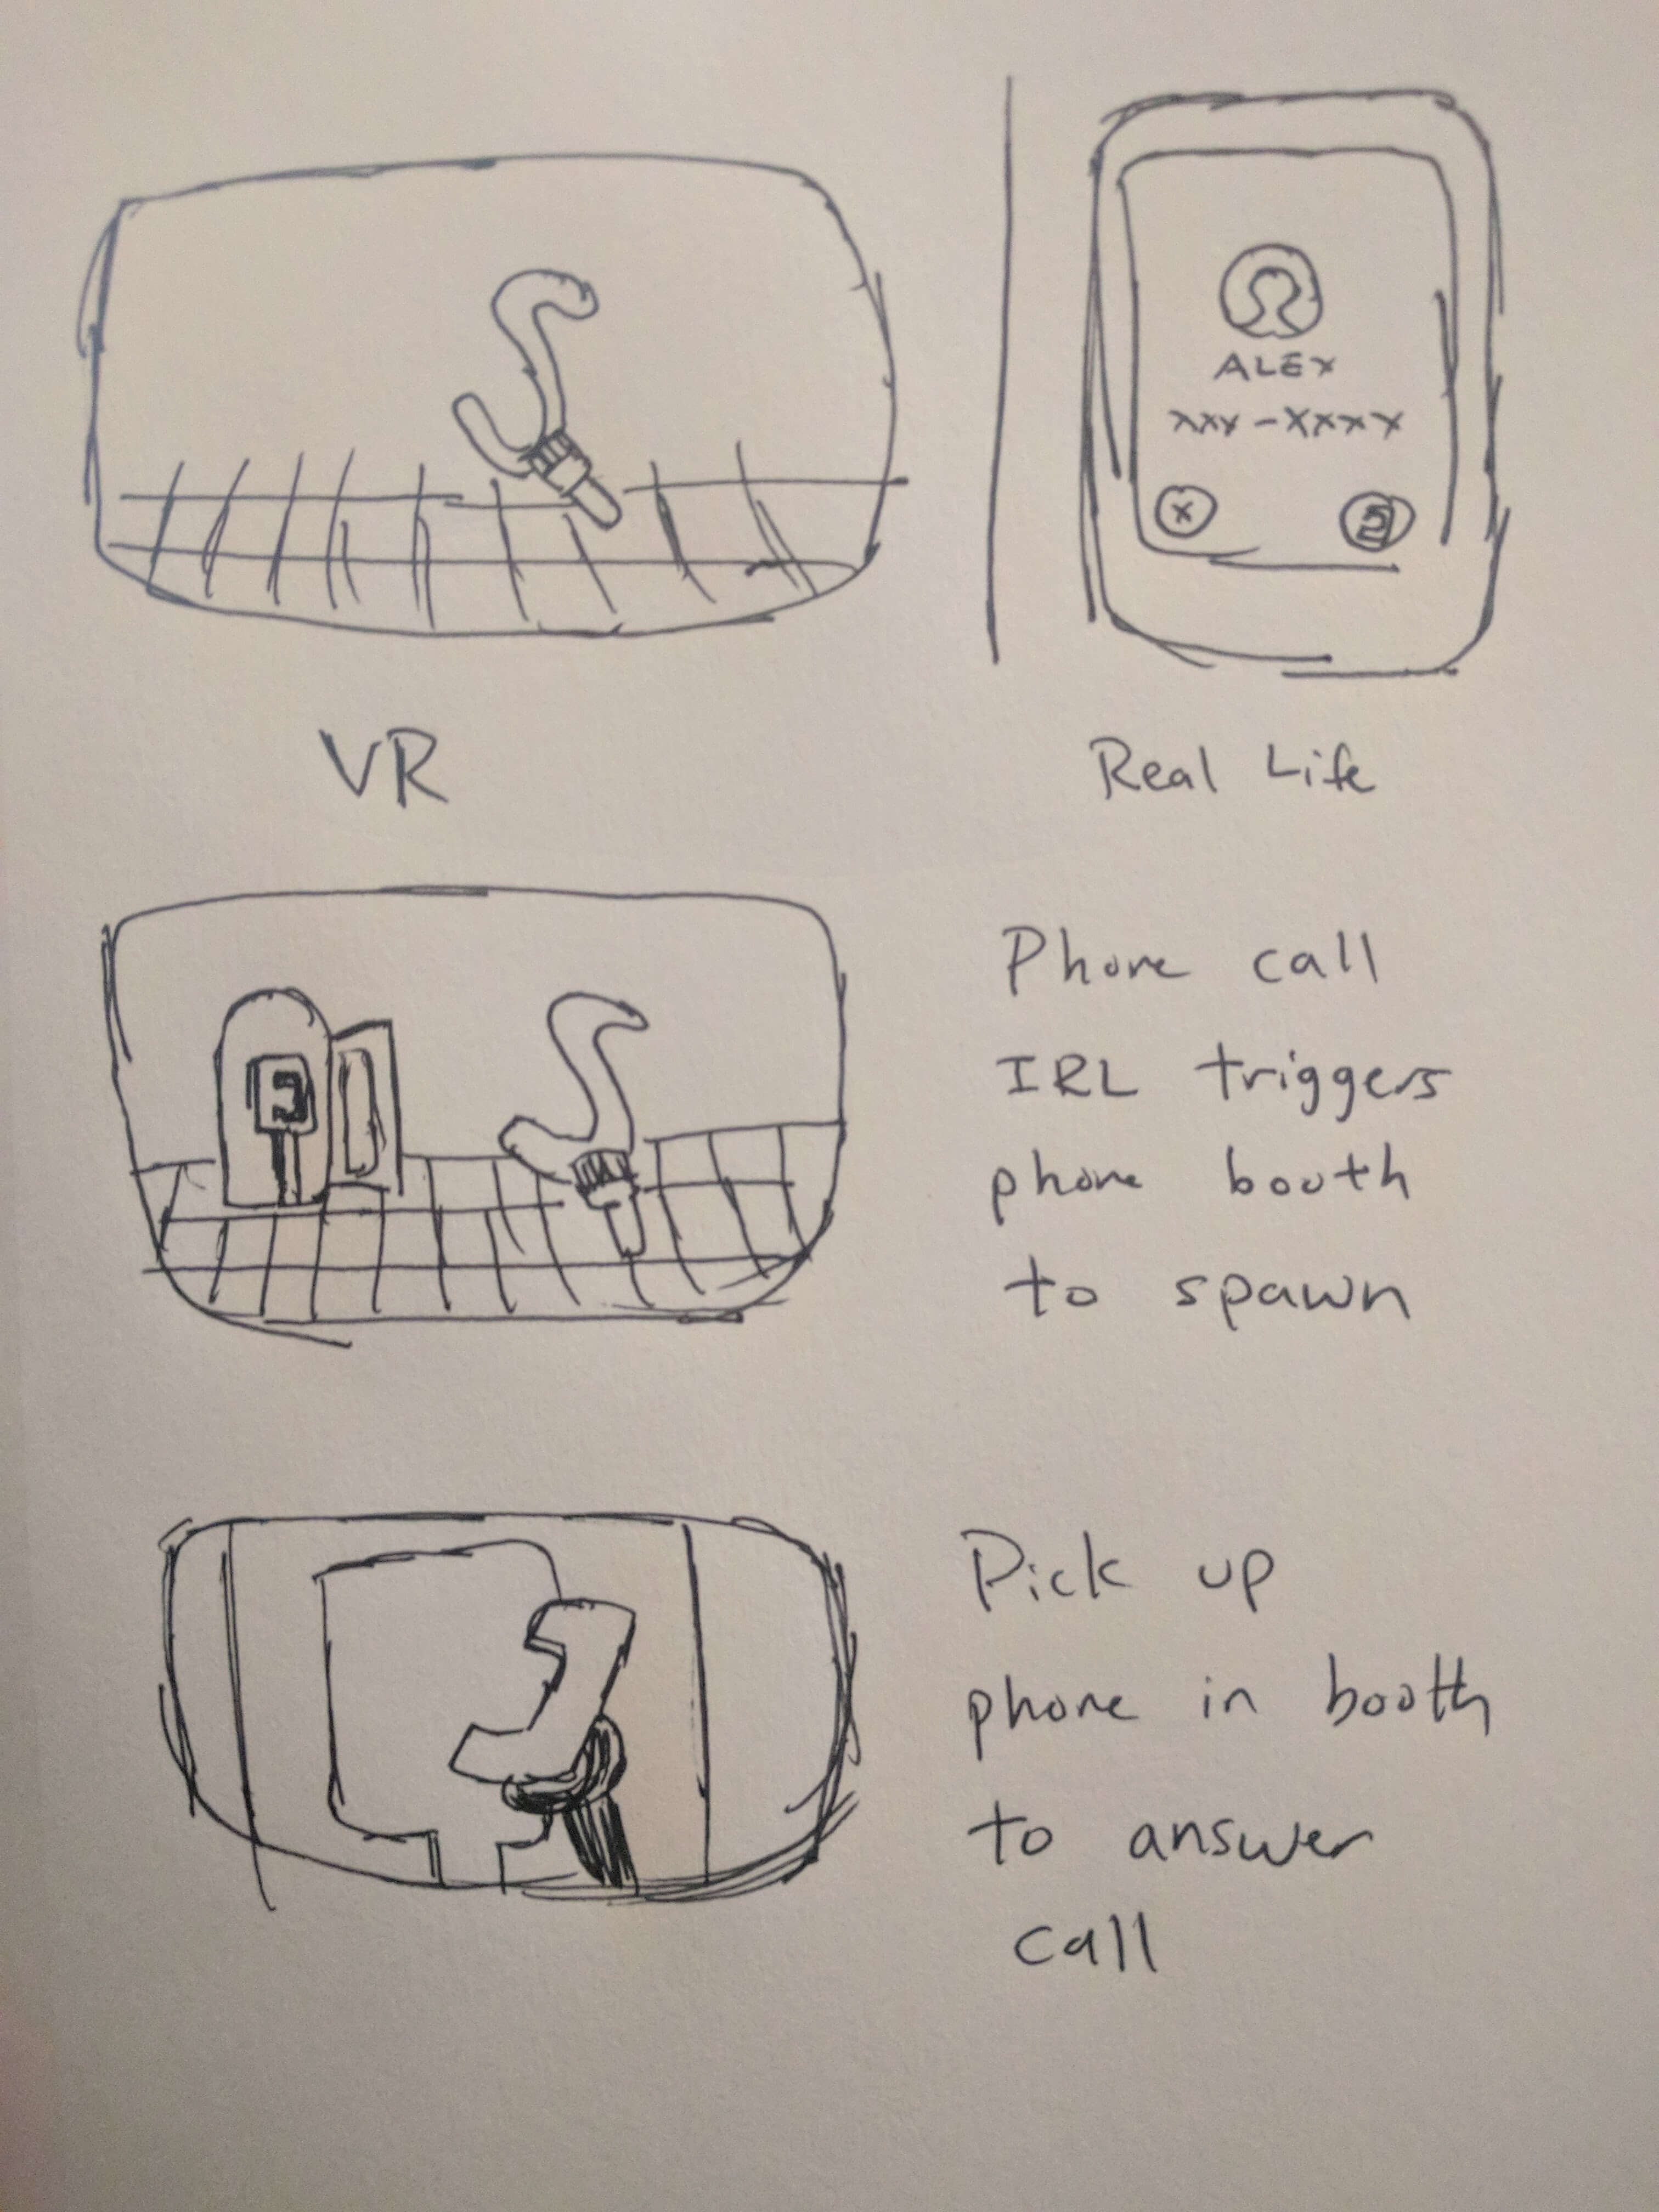 ALEX
xxx-xxxx
X
VR
Real Life
Phone call
IRL triggers
phone booth
to spawn
Pick up
phone in booth
to answer
call